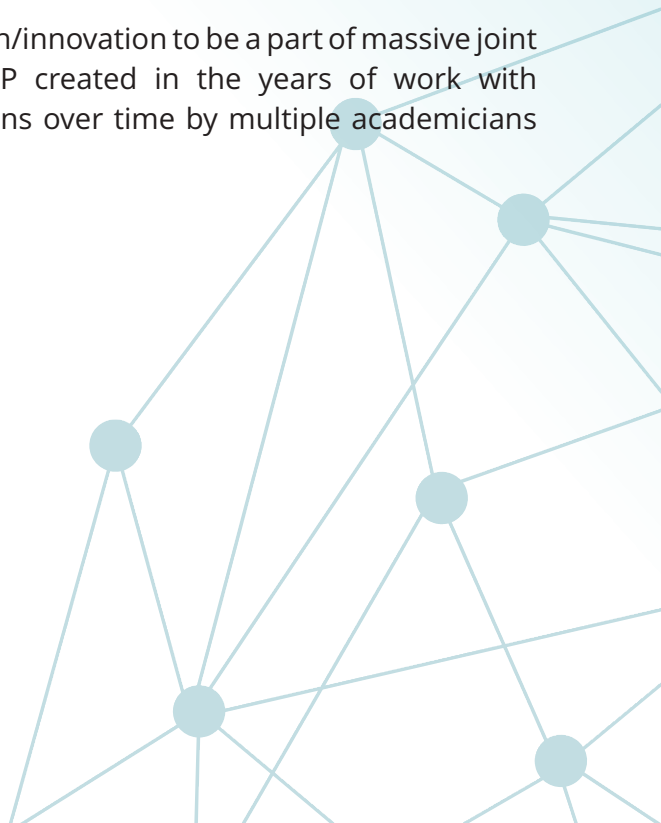 /innovation to be a part of massive joint
P created in the years of work with
ns over time by multiple academicians